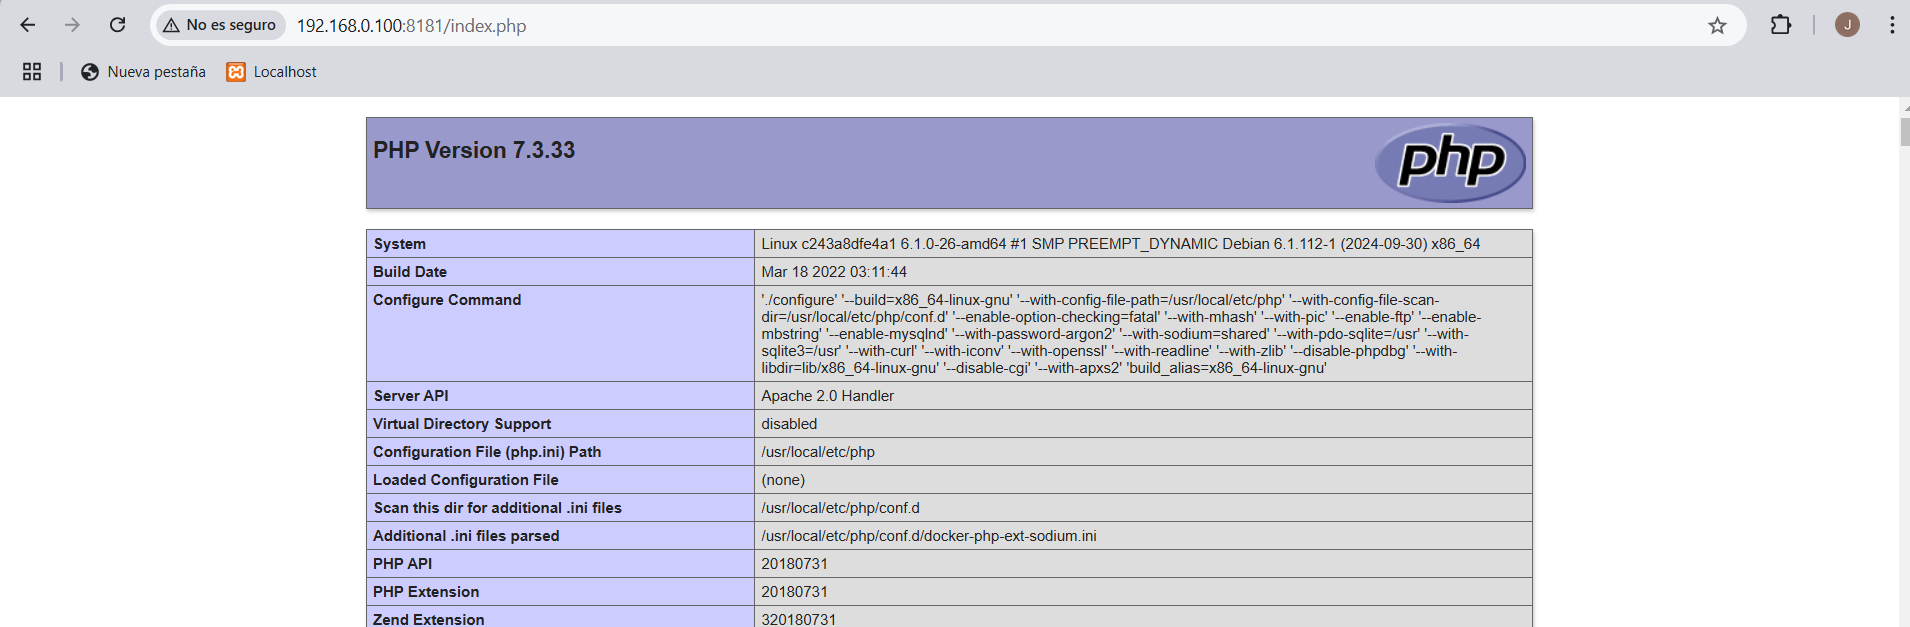 No es seguro 192.168.0.100:8181/index.php J
Nueva pestaña Localhost
PHP Version 7.3.33 php
System Linux c243a8dfe4a1 6.1.0-26-amd64 #1 SMP PREEMPT_DYNAMIC Debian 6.1.112-1 (2024-09-30) x86_64
Build Date Mar 18 2022 03:11:44
Configure Command './configure' '--build=x86_64-linux-gnu' '--with-config-file-path=/usr/local/etc/php' '--with-config-file-scan-
dir=/usr/local/etc/php/conf.d' '--enable-option-checking=fatal' '--with-mhash' '--with-pic' '--enable-ftp' '--enable-
mbstring' '--enable-mysqlnd' '--with-password-argon2' '--with-sodium=shared' '--with-pdo-sqlite=/usr' '--with-
sqlite3=/usr' '--with-curl' '--with-iconv' '--with-openssl' '--with-readline' '--with-zlib' '--disable-phpdbg' '--with-
libdir=lib/x86_64-linux-gnu' '--disable-cgi' '--with-apxs2' 'build_alias=x86_64-linux-gnu'
Server API Apache 2.0 Handler
Virtual Directory Support disabled
Configuration File (php.ini) Path /usr/local/etc/php
Loaded Configuration File (none)
Scan this dir for additional .ini files /usr/local/etc/php/conf.d
Additional .ini files parsed /usr/local/etc/php/conf.d/docker-php-ext-sodium.ini
PHP API 20180731
PHP Extension 20180731
Zend Extension 320180731